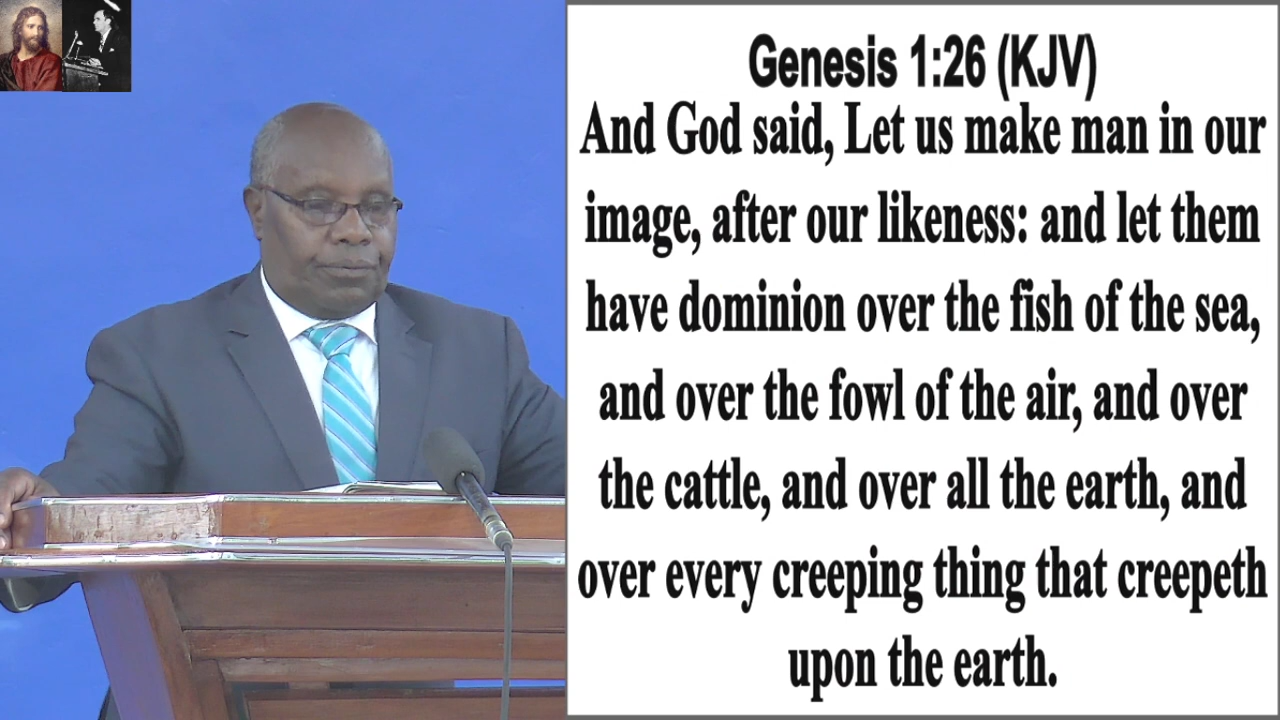 Genesis 1:26 (KJV)
And God said, Let us make man in our
image, after our likeness: and let them
have dominion over the fish of the sea,
and over the fowl of the air, and over
the cattle, and over all the earth, and
over every creeping thing that creepeth
upon the earth.